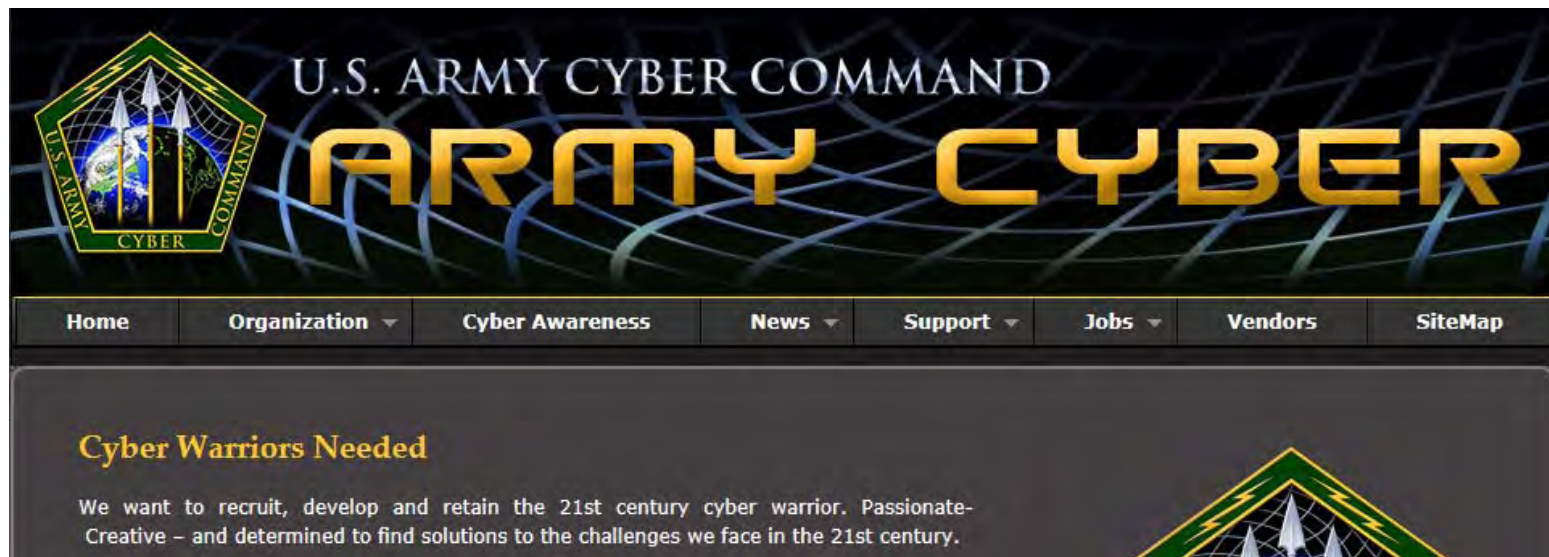 U.S. ARMY CYBER COMMAND
ARMY CYBER
U.S. ARMY
CYBER
COMMAND
Home Organization Cyber Awareness News Support Jobs Vendors SiteMap
Cyber Warriors Needed
We want to recruit, develop and retain the 21st century cyber warrior. Passionate-
Creative – and determined to find solutions to the challenges we face in the 21st century.